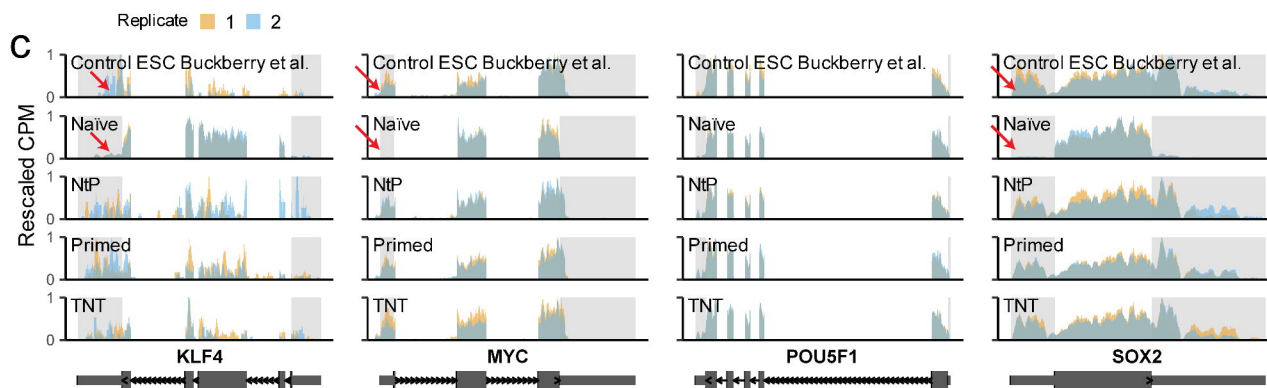 Replicate 1 2
C
Rescaled CPM
1
0
Control ESC Buckberry et al.
Control ESC Buckberry et al.
Control ESC Buckberry et al.
Control ESC Buckberry et al.
1
0
Naïve
Naïve
Naïve
Naïve
1
0
NtP
NtP
NtP
NtP
1
0
Primed
Primed
Primed
Primed
1
0
TNT
TNT
TNT
TNT
KLF4
MYC
POU5F1
SOX2